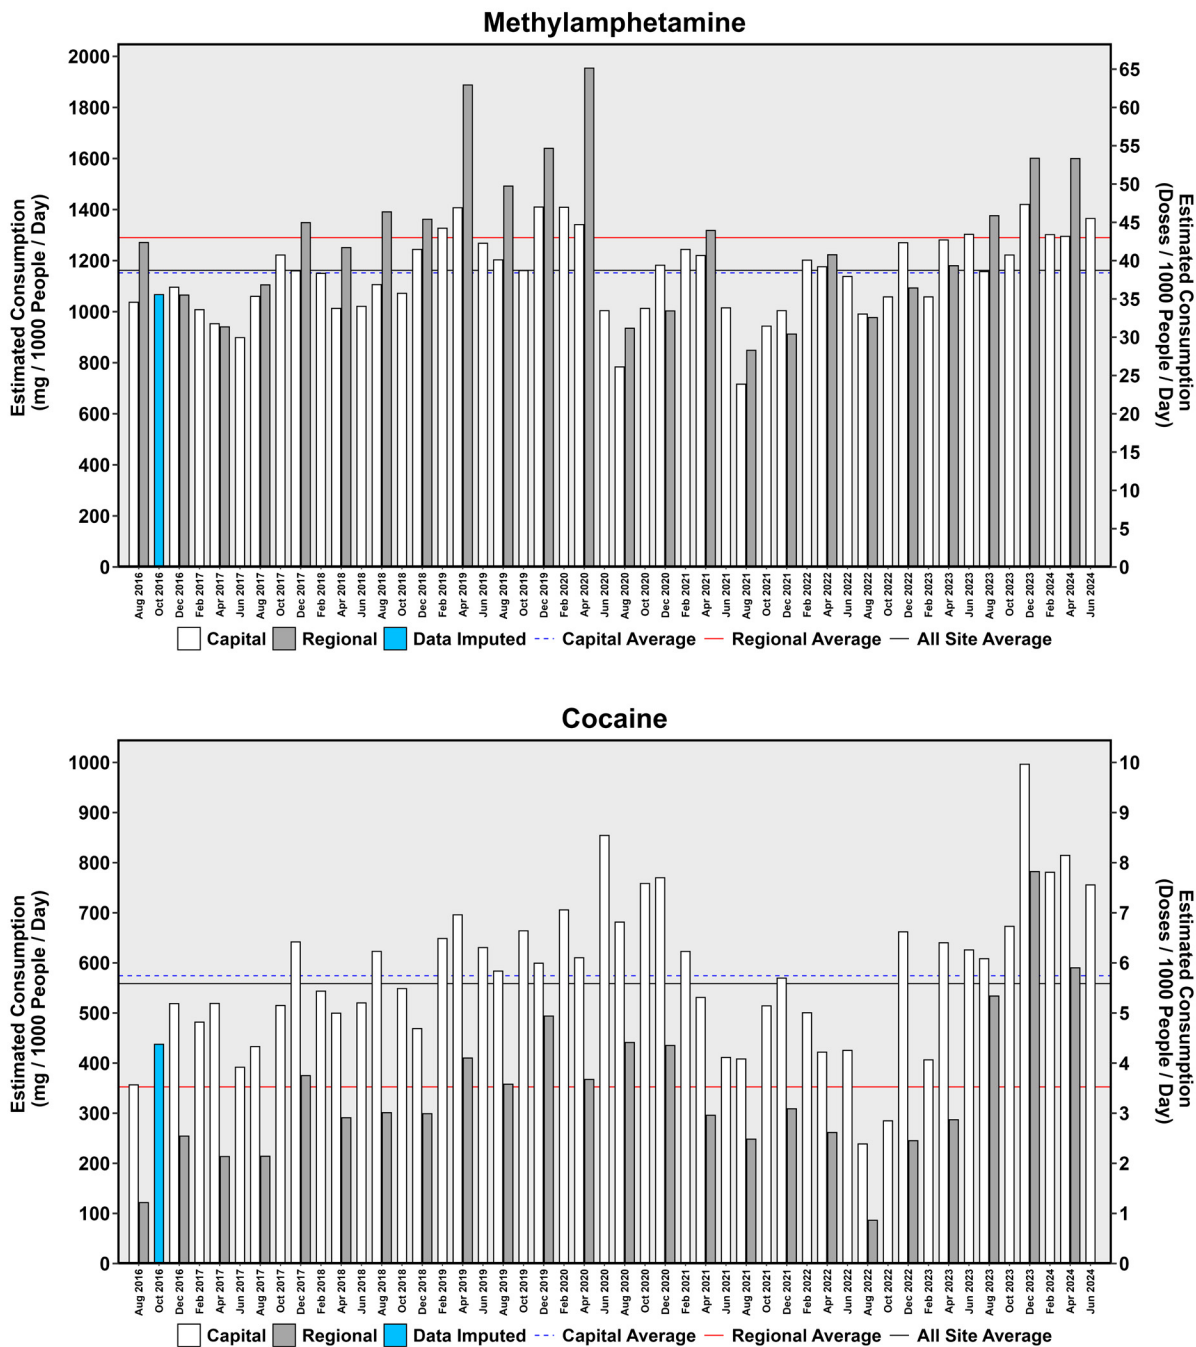 Methylamphetamine
Estimated Consumption
(mg / 1000 People / Day)
2000
1800
1600
1400
1200
1000
800
600
400
200
0
65
60
55
50
45
40
35
30
25
20
15
10
5
0
Estimated Consumption
(Doses / 1000 People / Day)
Aug 2016
Oct 2016
Dec 2016
Feb 2017
Apr 2017
Jun 2017
Aug 2017
Oct 2017
Dec 2017
Feb 2018
Apr 2018
Jun 2018
Aug 2018
Oct 2018
Dec 2018
Feb 2019
Apr 2019
Jun 2019
Aug 2019
Oct 2019
Dec 2019
Feb 2020
Apr 2020
Jun 2020
Aug 2020
Oct 2020
Dec 2020
Feb 2021
Apr 2021
Jun 2021
Aug 2021
Oct 2021
Dec 2021
Feb 2022
Apr 2022
Jun 2022
Aug 2022
Oct 2022
Dec 2022
Feb 2023
Apr 2023
Jun 2023
Aug 2023
Oct 2023
Dec 2023
Feb 2024
Apr 2024
Jun 2024
Capital Regional Data Imputed Capital Average Regional Average All Site Average
Cocaine
Estimated Consumption
(mg / 1000 People / Day)
1000
900
800
700
600
500
400
300
200
100
0
10
9
8
7
6
5
4
3
2
1
0
Estimated Consumption
(Doses / 1000 People / Day)
Aug 2016
Oct 2016
Dec 2016
Feb 2017
Apr 2017
Jun 2017
Aug 2017
Oct 2017
Dec 2017
Feb 2018
Apr 2018
Jun 2018
Aug 2018
Oct 2018
Dec 2018
Feb 2019
Apr 2019
Jun 2019
Aug 2019
Oct 2019
Dec 2019
Feb 2020
Apr 2020
Jun 2020
Aug 2020
Oct 2020
Dec 2020
Feb 2021
Apr 2021
Jun 2021
Aug 2021
Oct 2021
Dec 2021
Feb 2022
Apr 2022
Jun 2022
Aug 2022
Oct 2022
Dec 2022
Feb 2023
Apr 2023
Jun 2023
Aug 2023
Oct 2023
Dec 2023
Feb 2024
Apr 2024
Jun 2024
Capital Regional Data Imputed Capital Average Regional Average All Site Average